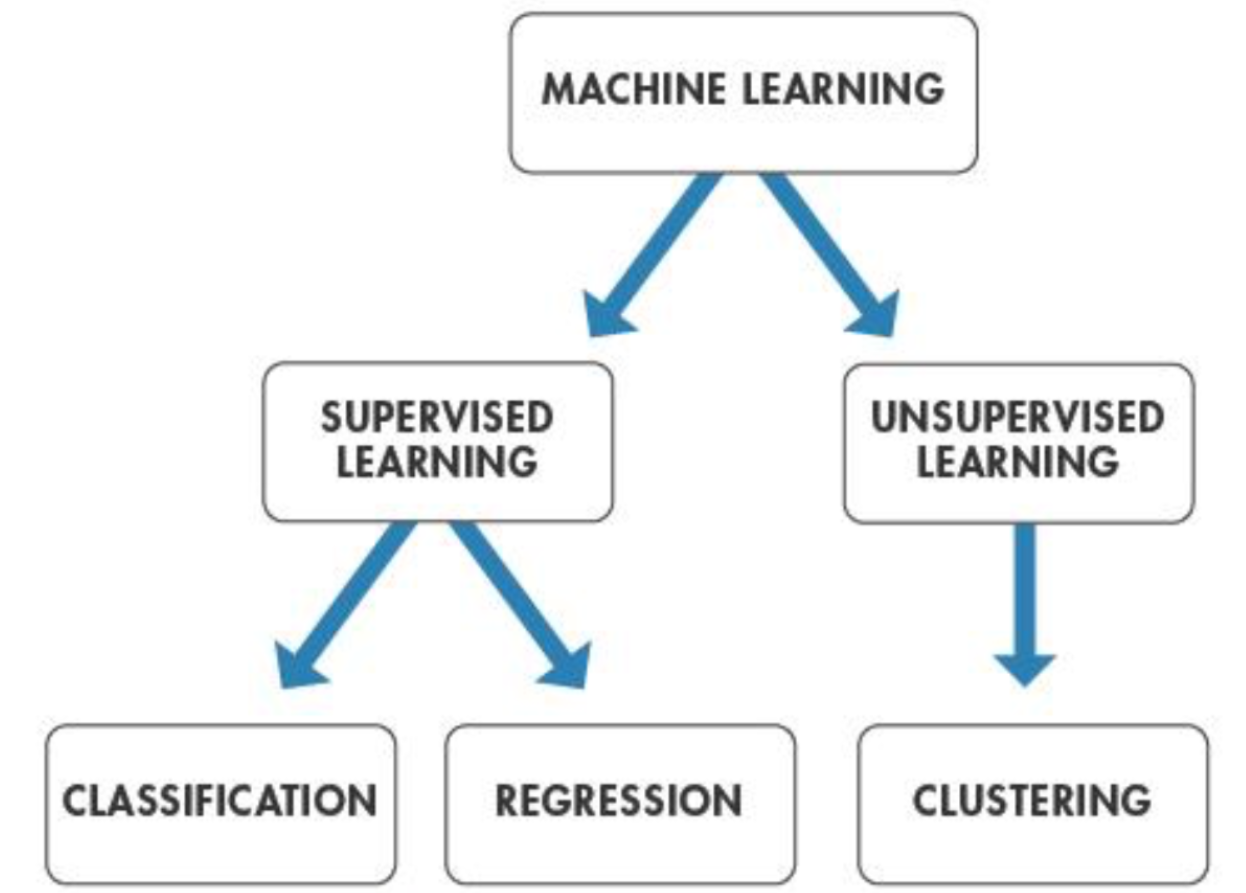 MACHINE LEARNING
SUPERVISED
LEARNING
UNSUPERVISED
LEARNING
CLASSIFICATION
REGRESSION
CLUSTERING